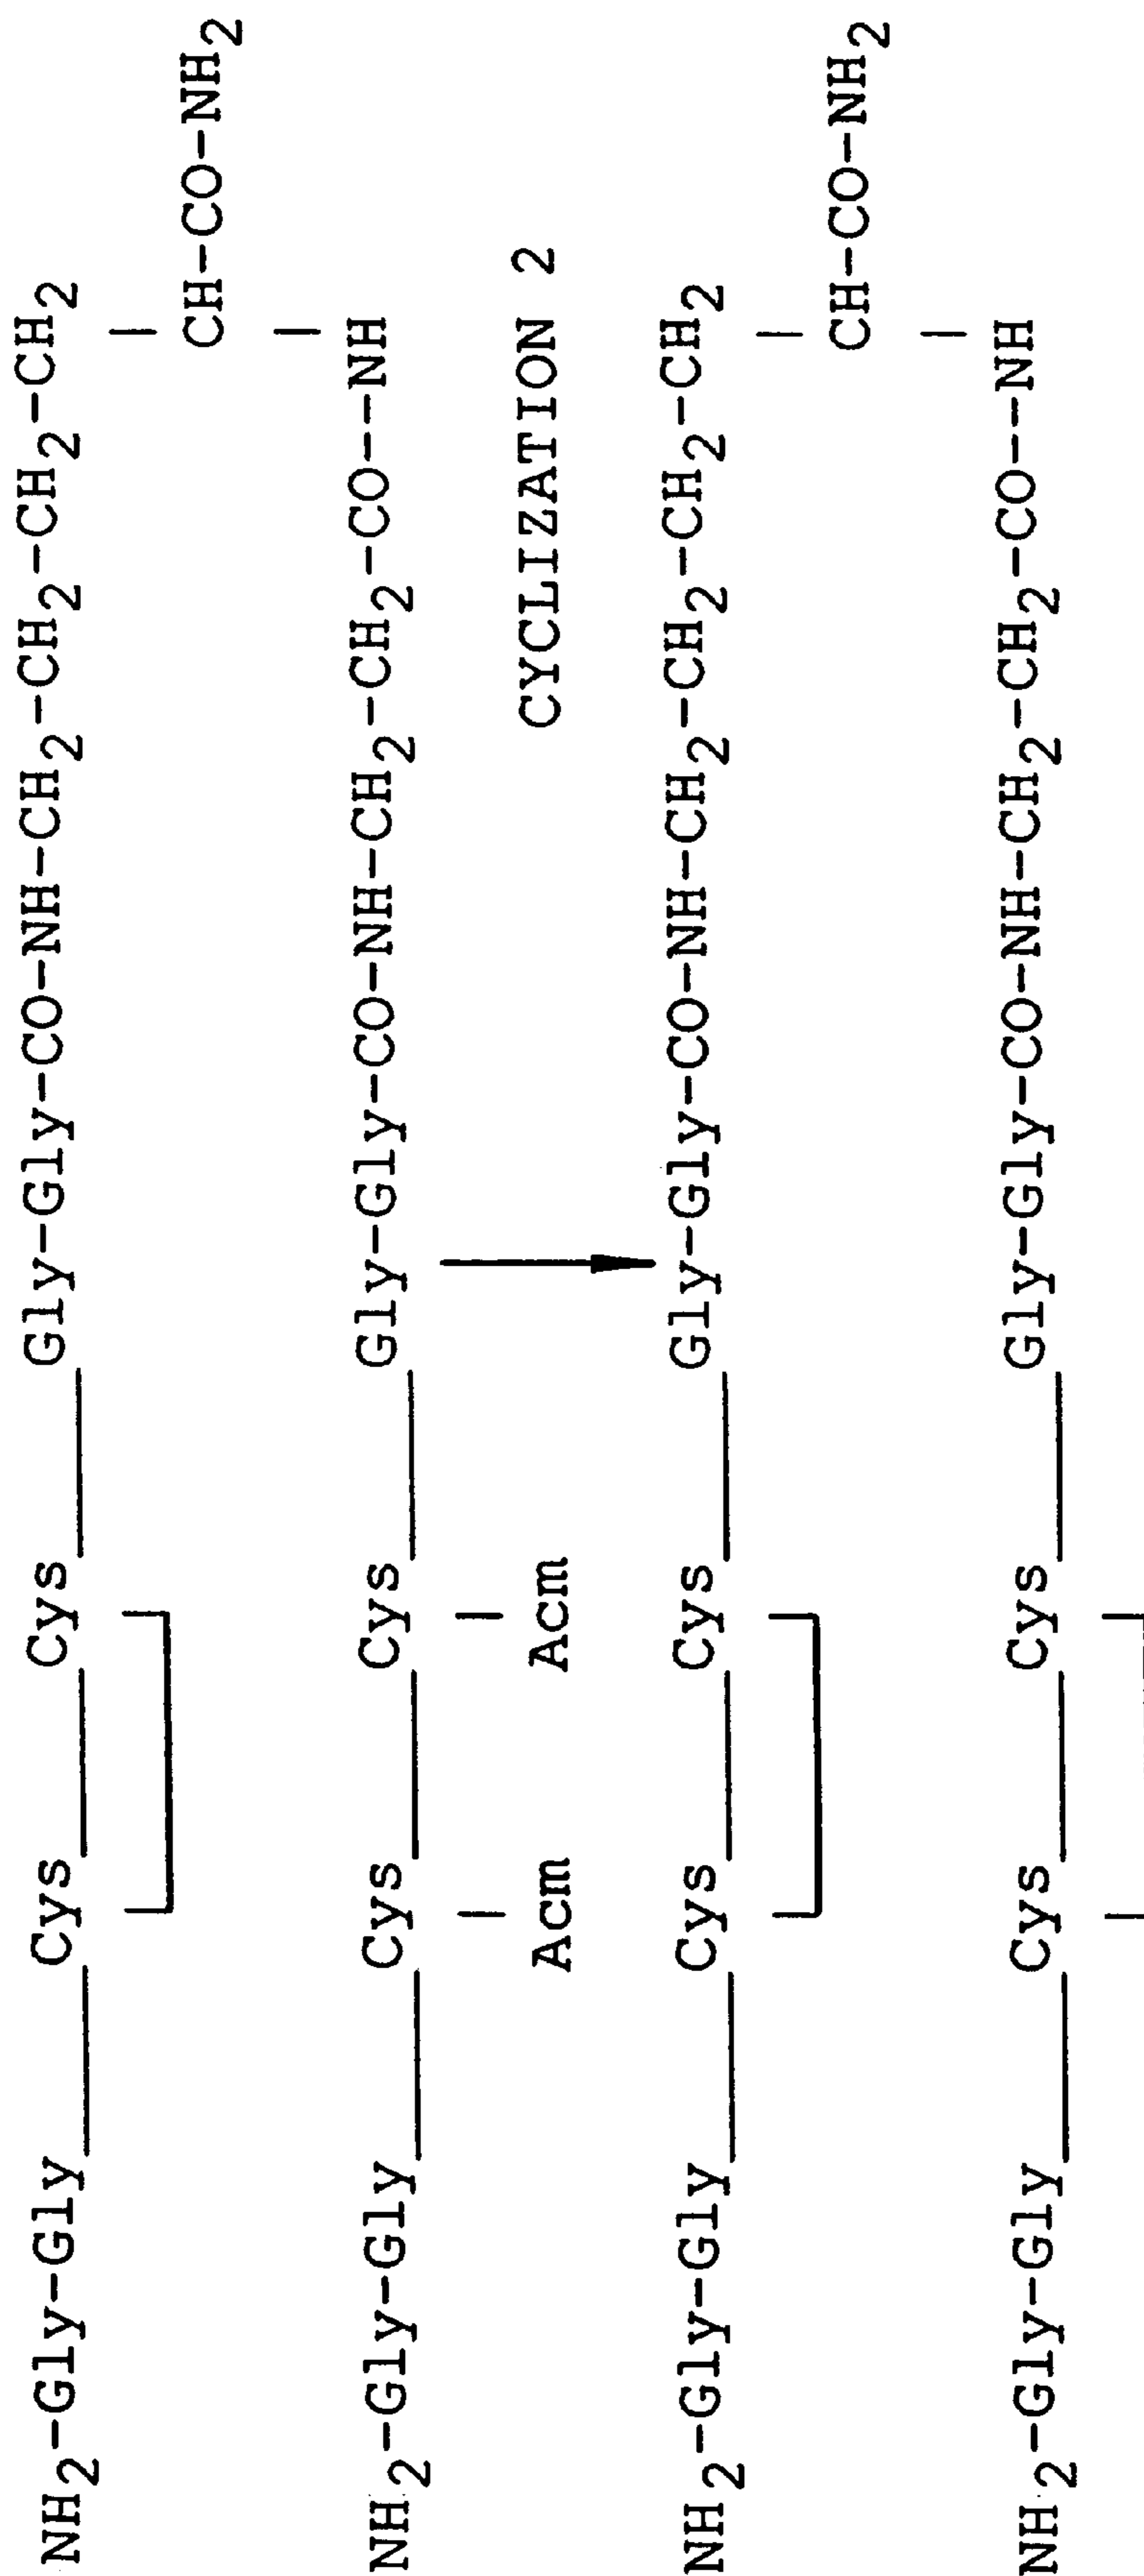 NH2-Gly-Gly Cys Cys Gly-Gly-CO-NH-CH2-CH2-CH2-CH2
CH-CO-NH2
NH2-Gly-Gly Cys Cys Gly-Gly-CO-NH-CH2-CH2-CO--NH
Acm Acm
CYCLIZATION 2
NH2-Gly-Gly Cys Cys Gly-Gly-CO-NH-CH2-CH2-CH2-CH2
CH-CO-NH2
NH2-Gly-Gly Cys Cys Gly-Gly-CO-NH-CH2-CH2-CO--NH